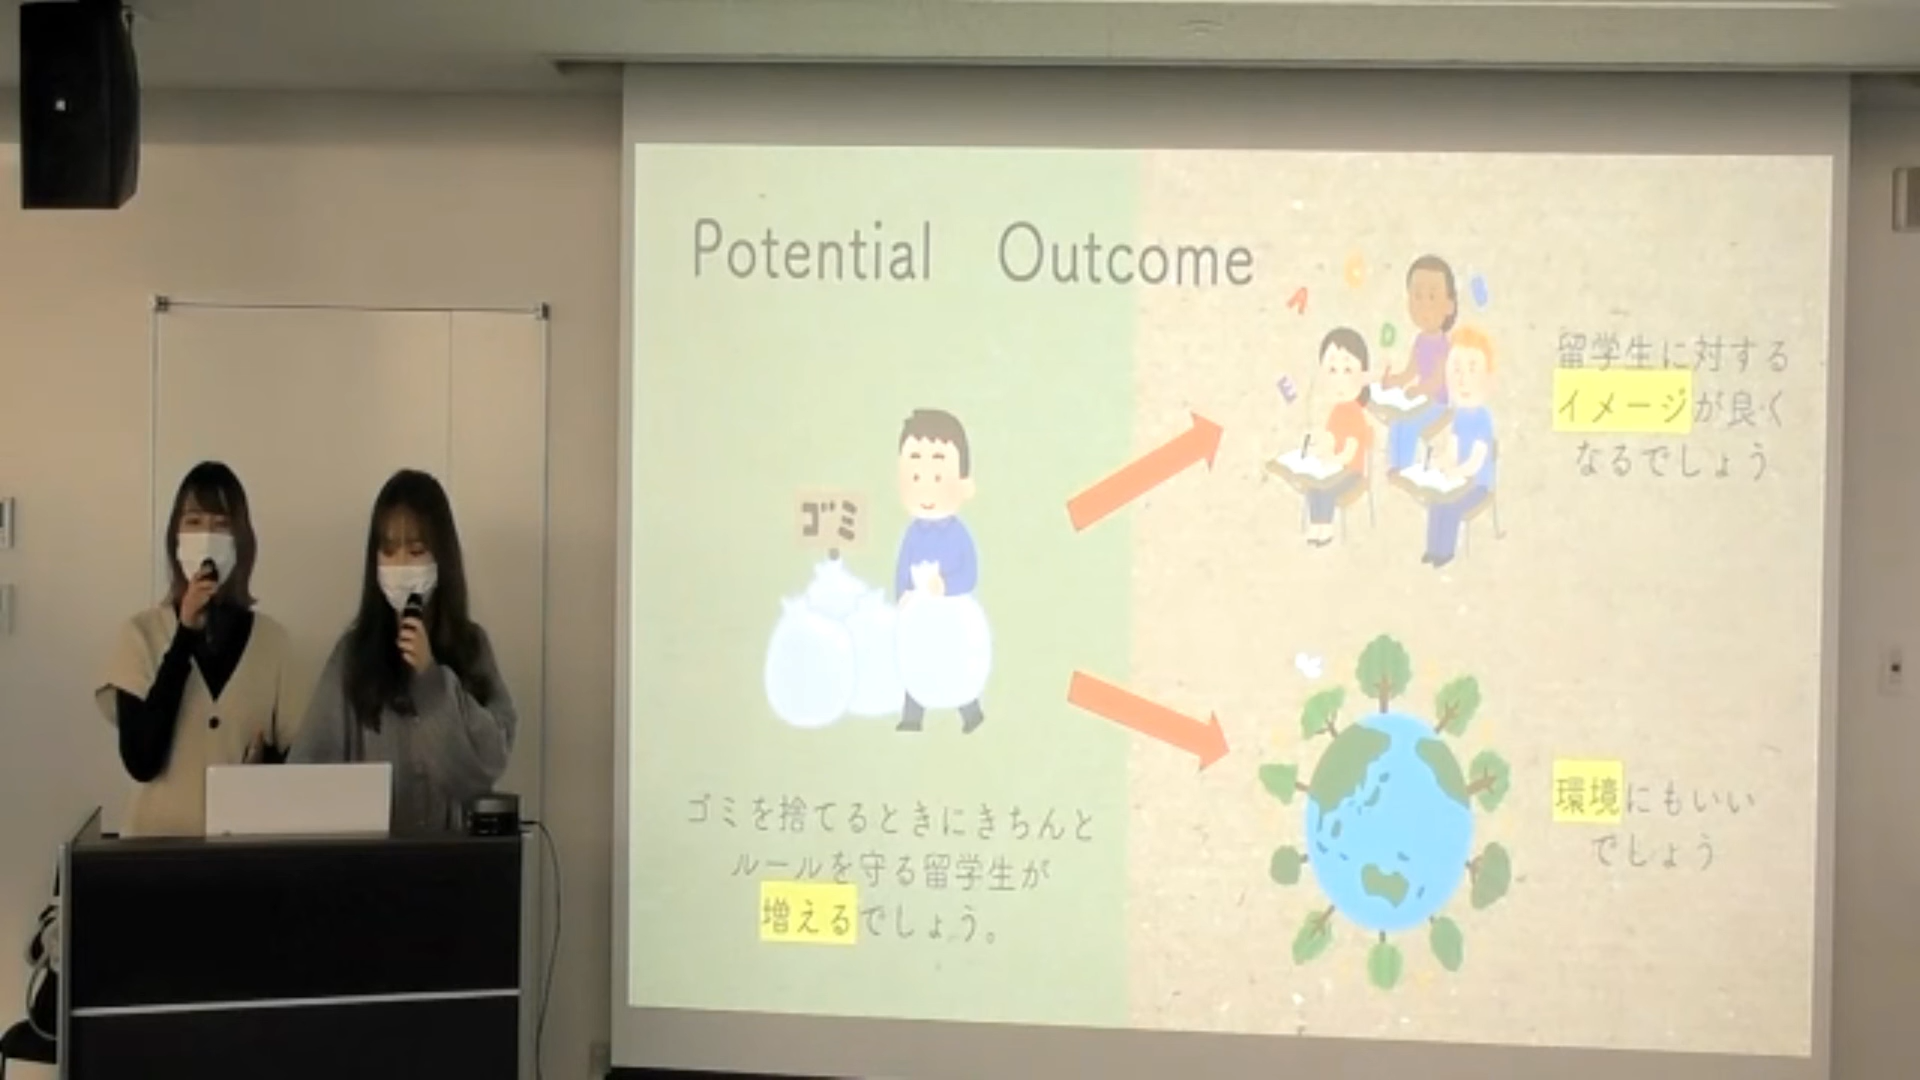 Potential Outcome
ゴミ
A
C
B
D
E
留学生に対する
イメージが良く
なるでしょう
ゴミを捨てるときにきちんと
ルールを守る留学生が
増えるでしょう。
環境にもいい
でしょう